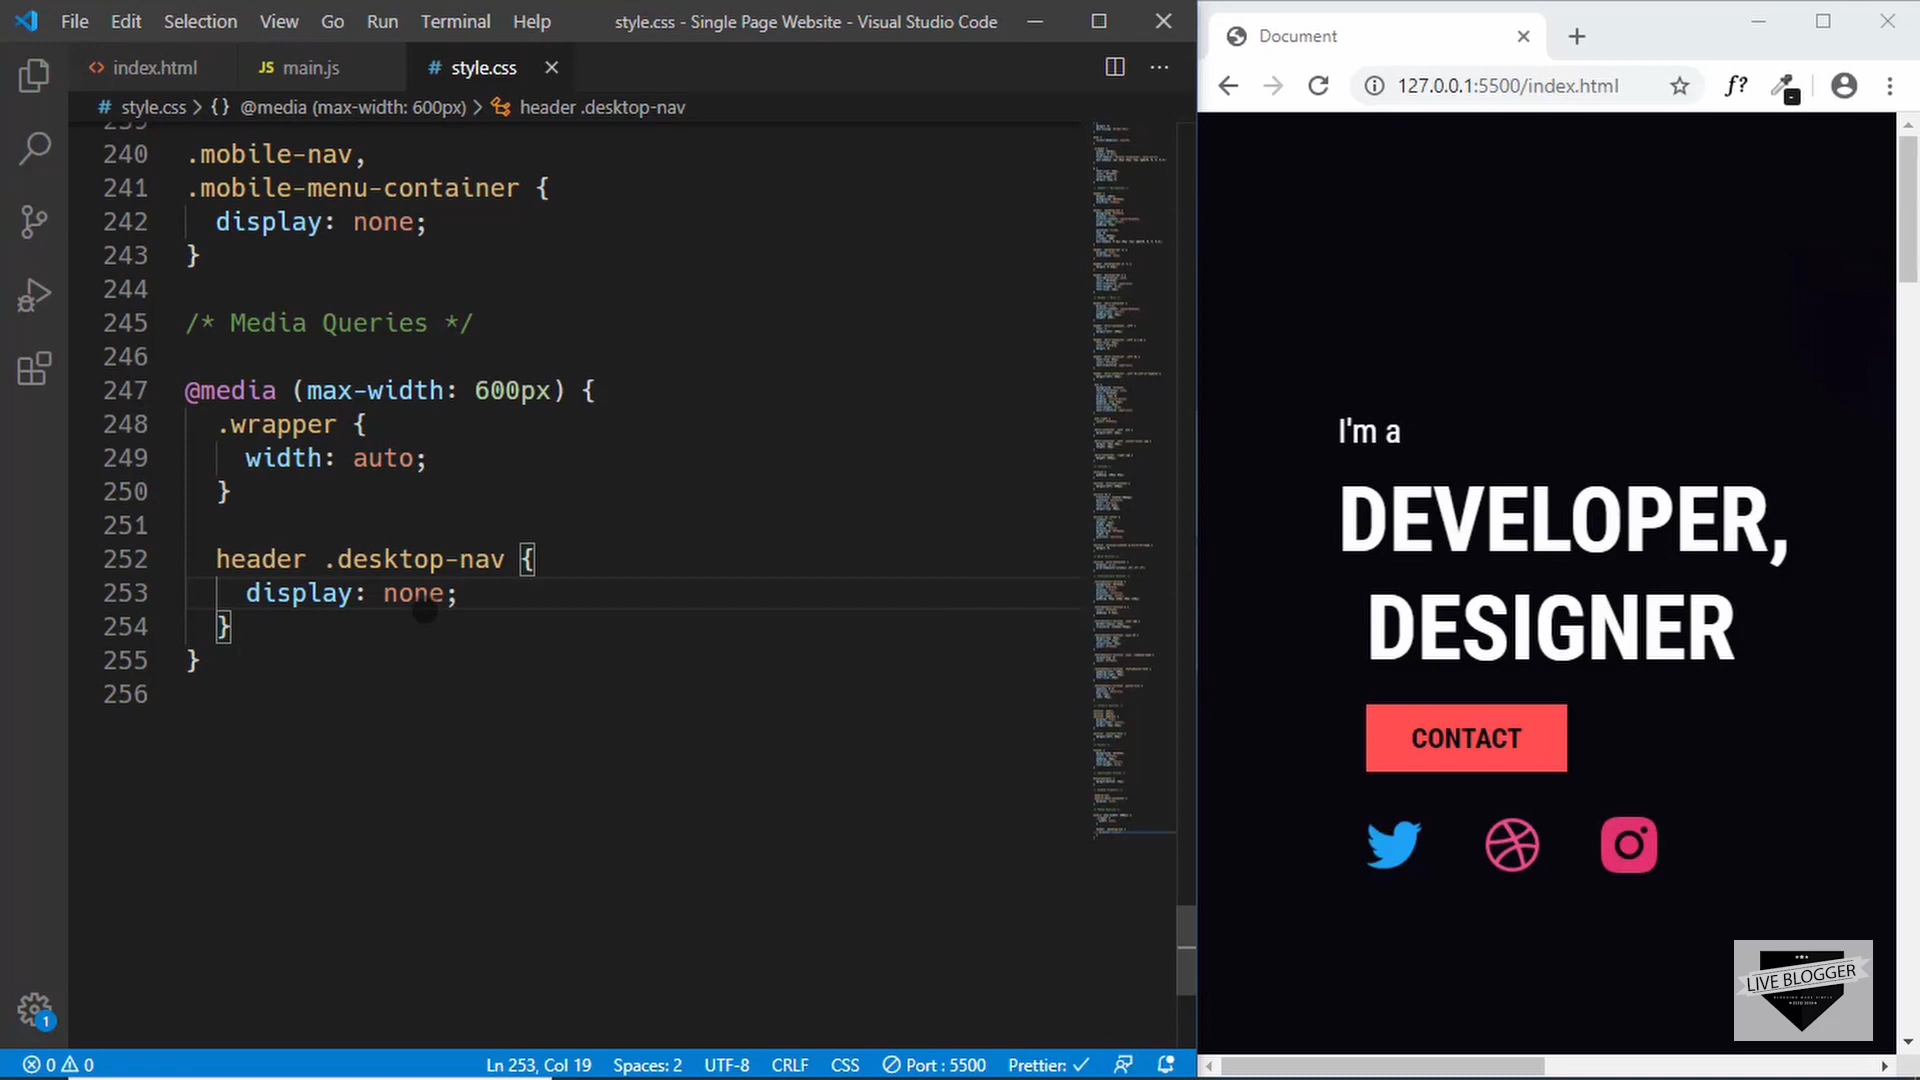 File Edit Selection View Go Run Terminal Help style.css - Single Page Website - Visual Studio Code
index.html JS main.js # style.css
# style.css > {} @media (max-width: 600px) > header .desktop-nav
239
240 .mobile-nav,
241 .mobile-menu-container {
242 display: none;
243 }
244
245 /* Media Queries */
246
247 @media (max-width: 600px) {
248 .wrapper {
249 width: auto;
250 }
251
252 header .desktop-nav {
253 display: none;
254 }
255 }
256
1
0 0 Ln 253, Col 19 Spaces: 2 UTF-8 CRLF CSS Port : 5500 Prettier: ✓
Document
127.0.0.1:5500/index.html f?
I'm a
DEVELOPER,
DESIGNER
CONTACT
LIVE BLOGGER